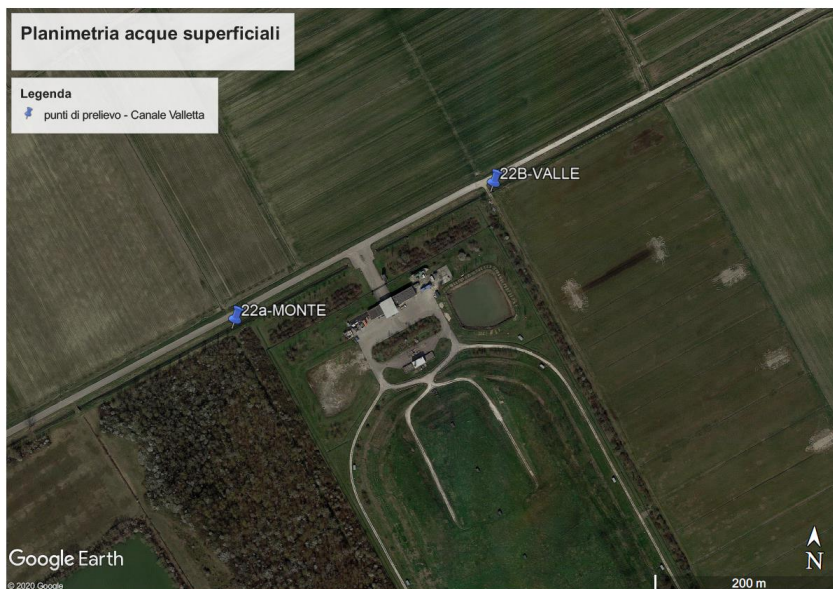 Planimetria acque superficiali
Legenda
punti di prelievo - Canale Valletta
22B-VALLE
22a-MONTE
Google Earth
© 2020 Google
N
200 m